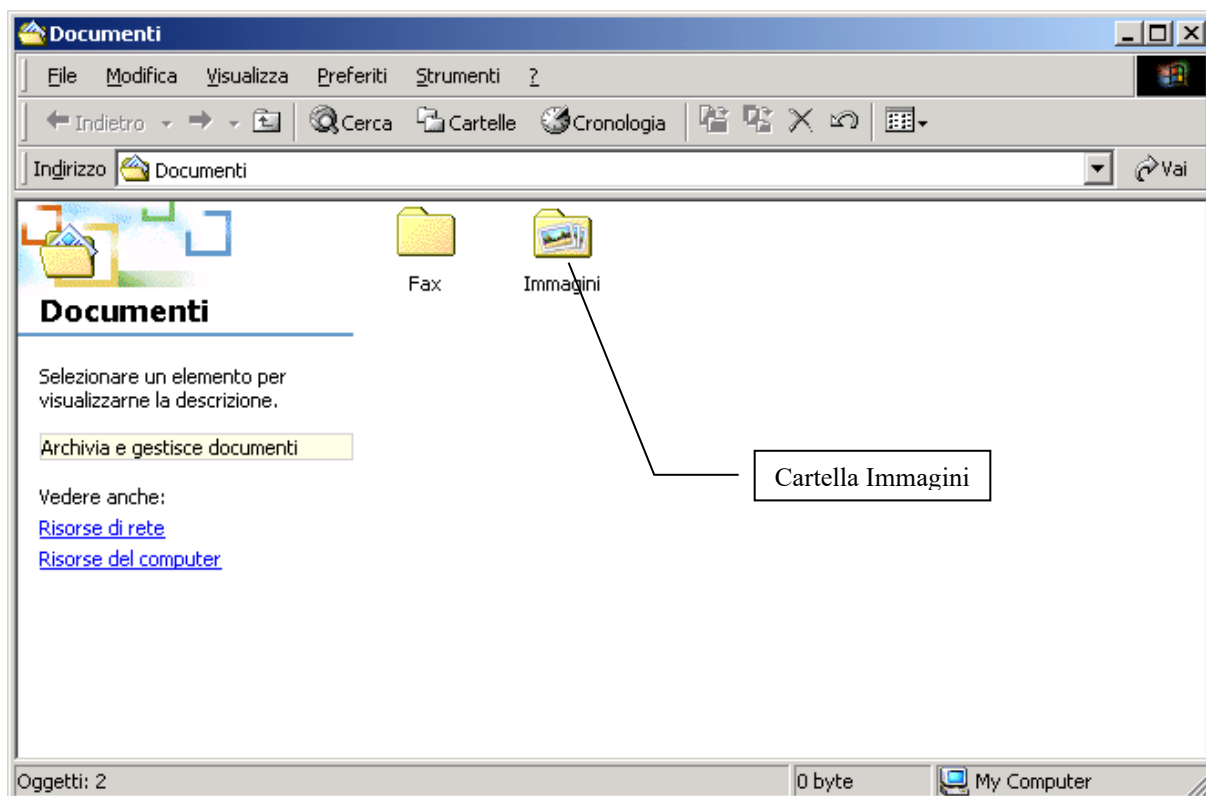 Documenti
File Modifica Visualizza Preferiti Strumenti ?
Indietro Cerca Cartelle Cronologia
Indirizzo Documenti Vai
Fax Immagini
Documenti
Selezionare un elemento per
visualizzarne la descrizione.
Archivia e gestisce documenti
Vedere anche:
Risorse di rete
Risorse del computer
Cartella Immagini
Oggetti: 2 0 byte My Computer